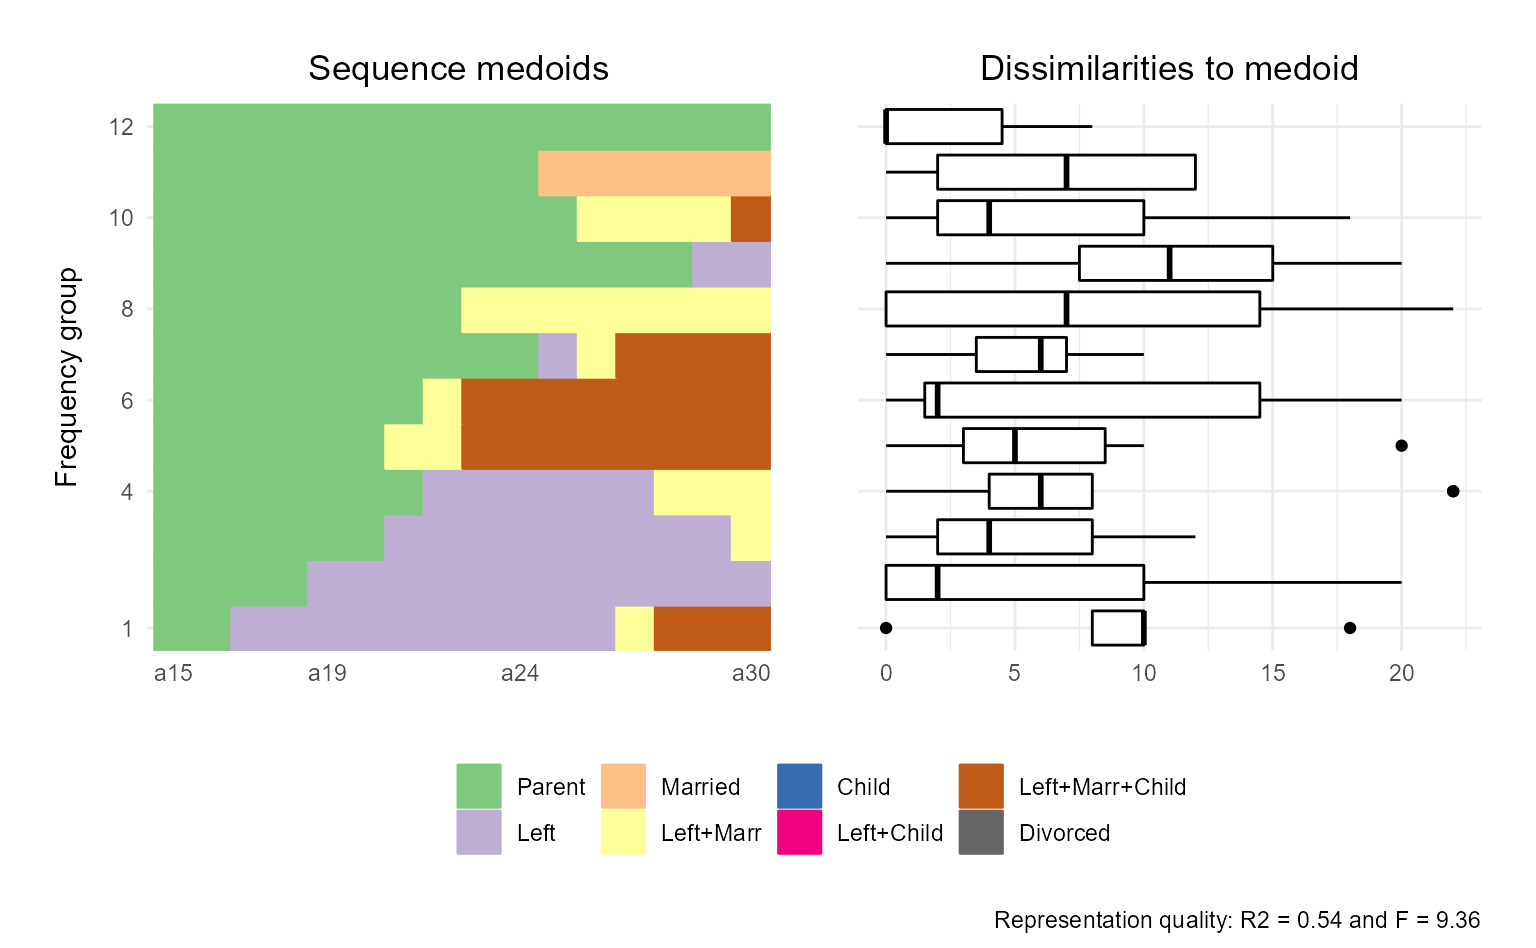 Sequence medoids
Dissimilarities to medoid
Frequency group
12
10
8
6
4
1
a15 a19 a24 a30
0 5 10 15 20
Parent Married Child Left+Marr+Child
Left Left+Marr Left+Child Divorced
Representation quality: R2 = 0.54 and F = 9.36